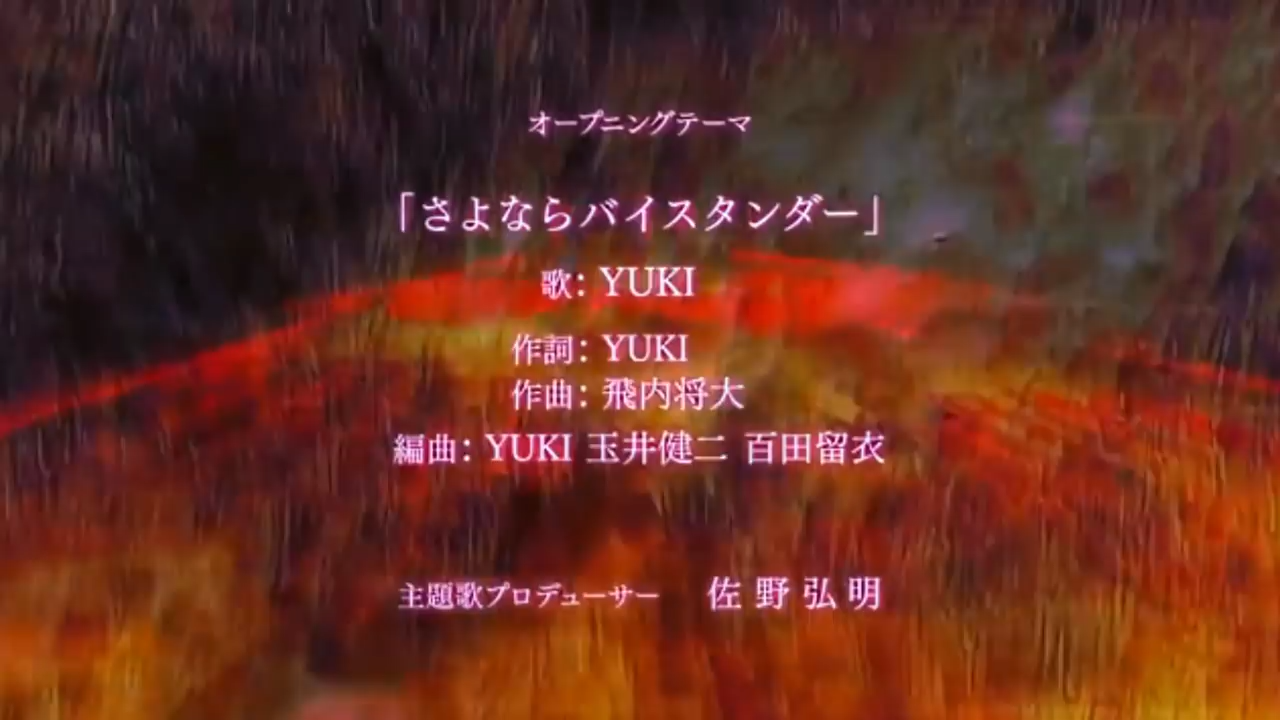 オープニングテーマ
「さよならバイスタンダー」
歌: YUKI
作詞: YUKI
作曲: 飛内将大
編曲: YUKI 玉井健二 百田留衣
主題歌プロデューサー 佐野弘明